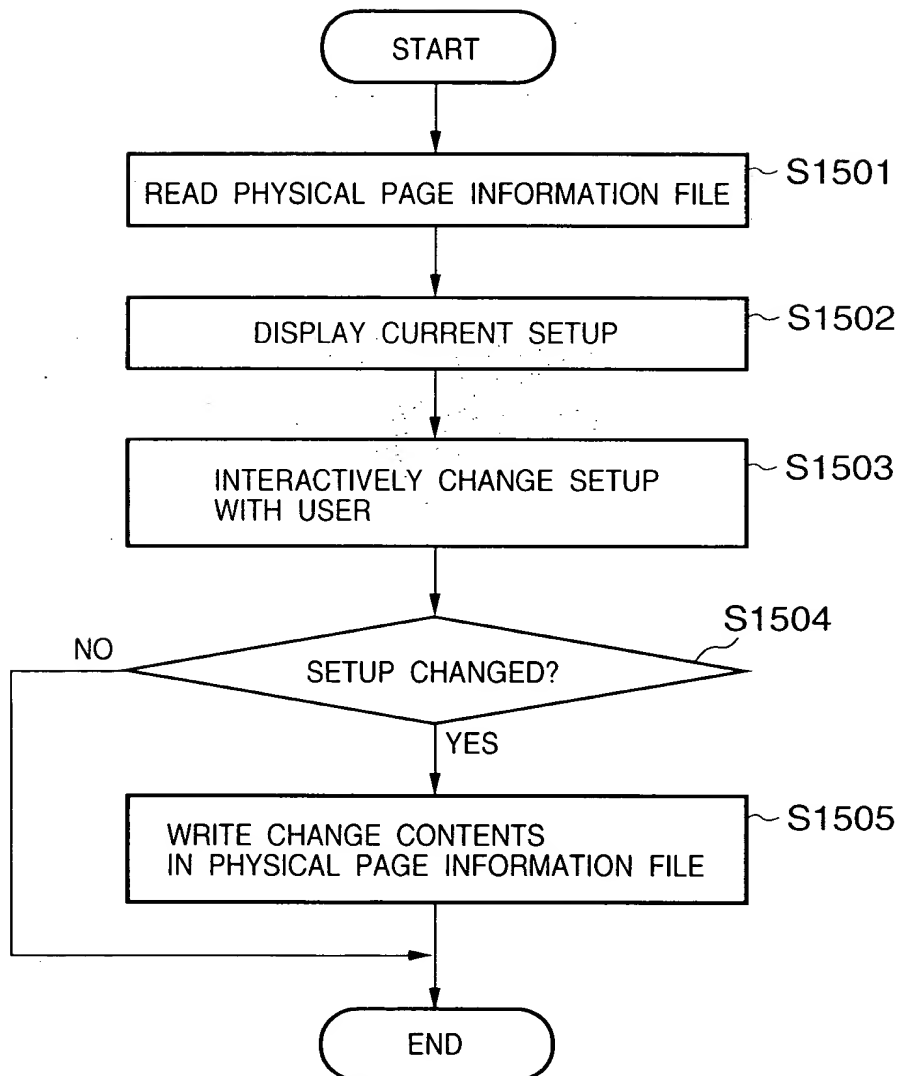 START
READ PHYSICAL PAGE INFORMATION FILE
S1501
DISPLAY CURRENT SETUP
S1502
INTERACTIVELY CHANGE SETUP
WITH USER
S1503
SETUP CHANGED?
S1504
NO
YES
WRITE CHANGE CONTENTS
IN PHYSICAL PAGE INFORMATION FILE
S1505
END